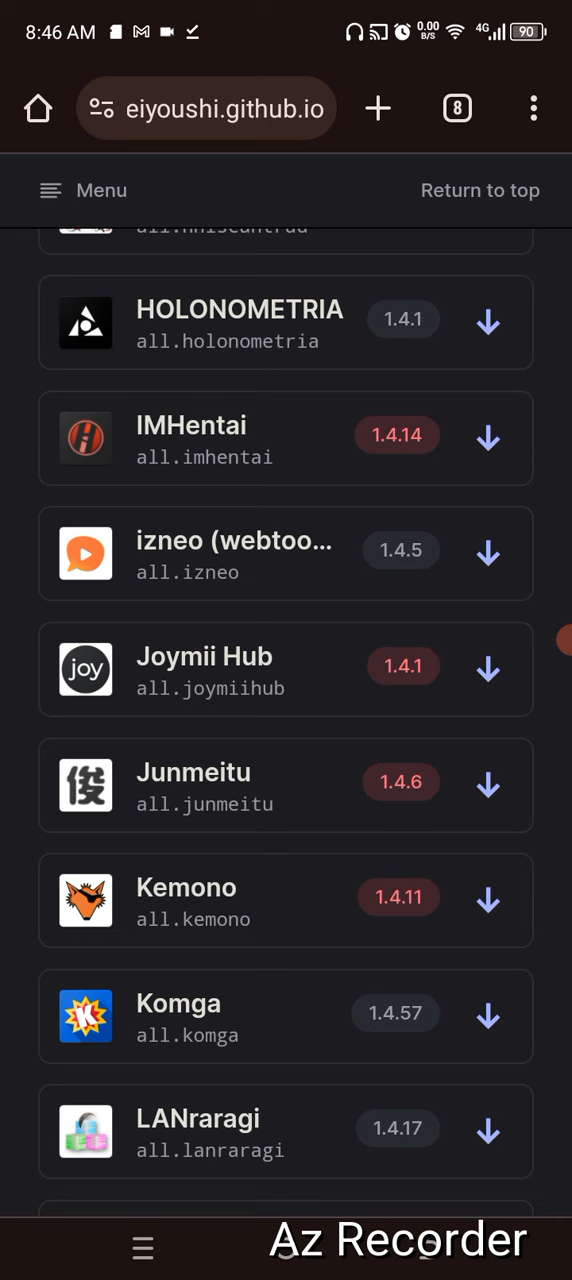 8:46 AM
0.00
B/S
4G
90
eiyoushi.github.io
8
Menu
Return to top
all.hniscantrad
HOLONOMETRIA
1.4.1
all.holonometria
IMHentai
1.4.14
all.imhentai
izneo (webtoo...
1.4.5
all.izneo
joy
Joymii Hub
1.4.1
all.joymiihub
俊
Junmeitu
1.4.6
all.junmeitu
Kemono
1.4.11
all.kemono
K
Komga
1.4.57
all.komga
LANraragi
1.4.17
all.lanraragi
Az Recorder